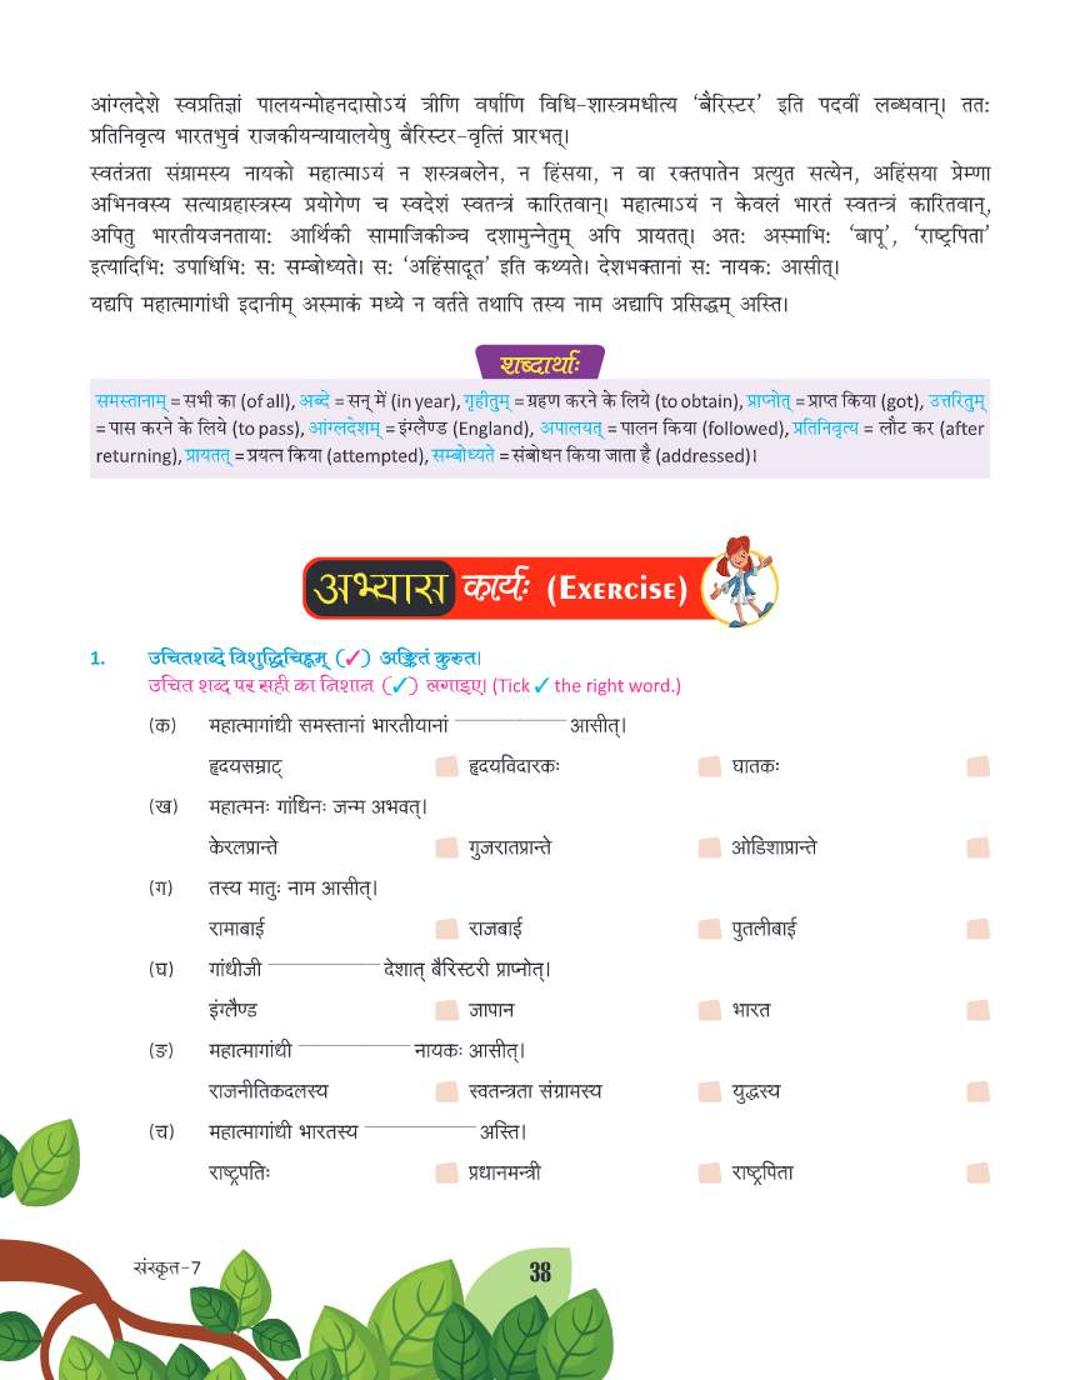 आंग्लदेशे स्वप्रतिज्ञां पालयन्मोहनदासोऽयं त्रीणि वर्षाणि विधि-शास्त्रमधीत्य ‘बैरिस्टर’ इति पदवीं लब्धवान्। तत:
प्रतिनिवृत्य भारतभुवं राजकीयन्यायालयेषु बैरिस्टर-वृत्तिं प्रारभत्।
स्वतंत्रता संग्रामस्य नायको महात्माऽयं न शस्त्रबलेन, न हिंसया, न वा रक्तपातेन प्रत्युत सत्येन, अहिंसया प्रेम्णा
अभिनवस्य सत्याग्रहास्त्रस्य प्रयोगेण च स्वदेशं स्वतन्त्रं कारितवान्। महात्माऽयं न केवलं भारतं स्वतन्त्रं कारितवान्,
अपितु भारतीयजनताया: आर्थिकी सामाजिकीञ्च दशामुन्नेतुम् अपि प्रायतत्। अत: अस्माभि: ‘बापू’, ‘राष्ट्रपिता’
इत्यादिभि: उपाधिभि: स: सम्बोध्यते। स: ‘अहिंसादूत’ इति कथ्यते। देशभक्तानां स: नायक: आसीत्।
यद्यपि महात्मागांधी इदानीम् अस्माकं मध्ये न वर्तते तथापि तस्य नाम अद्यापि प्रसिद्धम् अस्ति।
शब्दार्थाः
समस्तानाम् = सभी का (of all), अब्दे = सन् में (in year), गृहीतुम् = ग्रहण करने के लिये (to obtain), प्राप्नोत् = प्राप्त किया (got), उत्तरितुम्
= पास करने के लिये (to pass), आंग्लदेशम् = इंग्लैण्ड (England), अपालयत् = पालन किया (followed), प्रतिनिवृत्य = लौट कर (after
returning), प्रायतत् = प्रयत्न किया (attempted), सम्बोध्यते = संबोधन किया जाता है (addressed)।
अभ्यास कार्यः (Exercise)
1. उचितशब्दे विशुद्धिचिह्नम् (✓) अङ्कितं कुरुत।
उचित शब्द पर सही का निशान (✓) लगाइए। (Tick ✓ the right word.)
(क) महात्मागांधी समस्तानां भारतीयानां ____________ आसीत्।
हृदयसम्राट् हृदयविदारकः घातकः
(ख) महात्मनः गांधिनः जन्म अभवत्।
केरलप्रान्ते गुजरातप्रान्ते ओडिशाप्रान्ते
(ग) तस्य मातुः नाम आसीत्।
रामाबाई राजबाई पुतलीबाई
(घ) गांधीजी ____________ देशात् बैरिस्टरी प्राप्नोत्।
इंग्लैण्ड जापान भारत
(ङ) महात्मागांधी ____________ नायकः आसीत्।
राजनीतिकदलस्य स्वतन्त्रता संग्रामस्य युद्धस्य
(च) महात्मागांधी भारतस्य ____________ अस्ति।
राष्ट्रपतिः प्रधानमन्त्री राष्ट्रपिता
संस्कृत-7
38